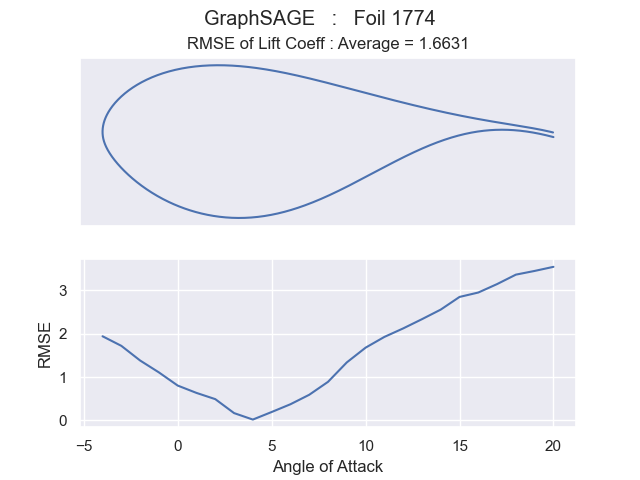 GraphSAGE   :   Foil 1774
RMSE of Lift Coeff : Average = 1.6631
3
2
1
0
RMSE
−5
0
5
10
15
20
Angle of Attack